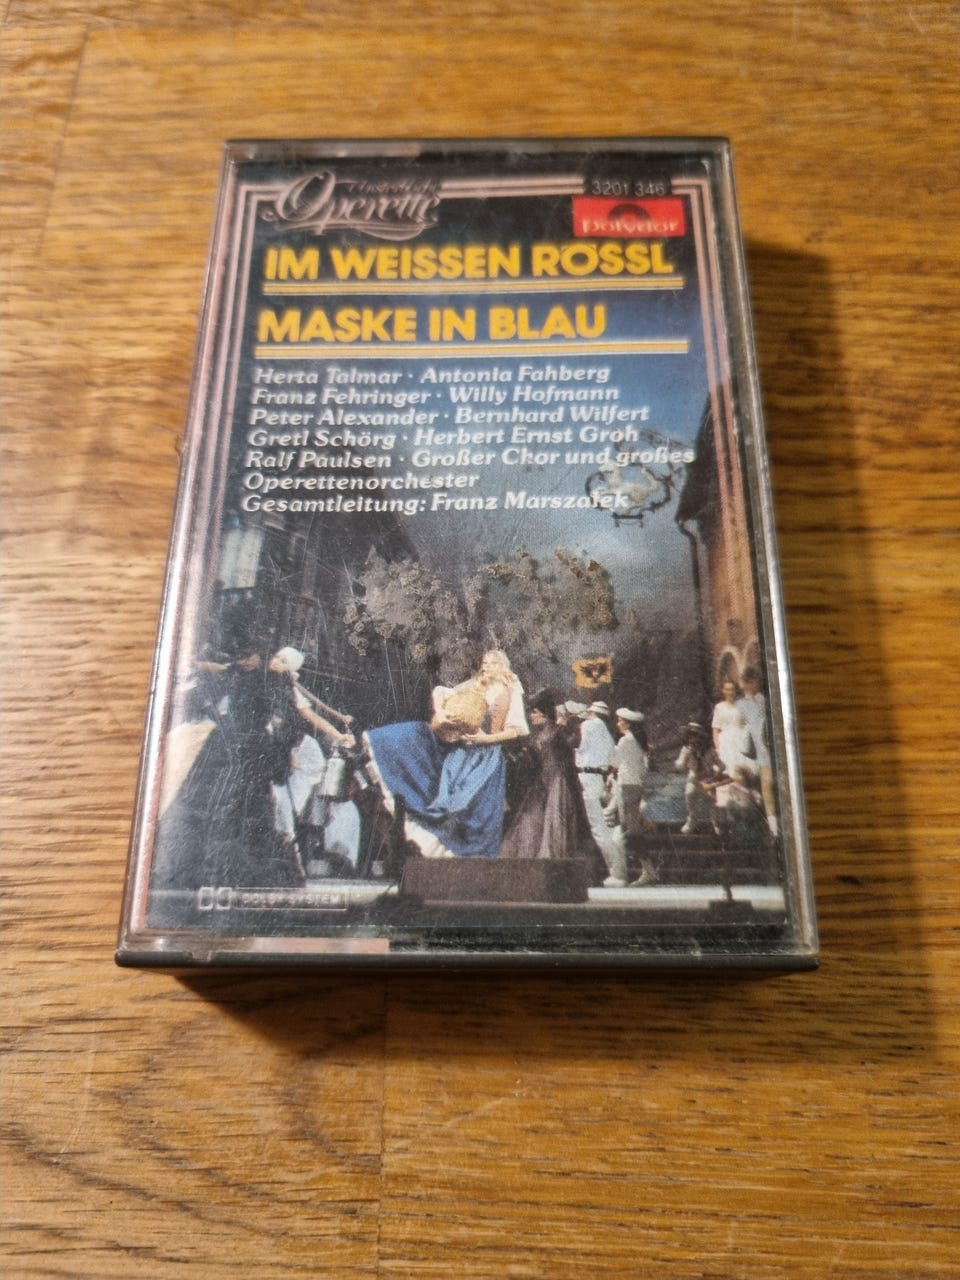 Unsterbliche
Operette
3201 346
Polydor
IM WEISSEN RÖSSL
MASKE IN BLAU
Herta Talmar · Antonia Fahberg
Franz Fehringer · Willy Hofmann
Peter Alexander · Bernhard Wilfert
Gretl Schörg · Herbert Ernst Groh
Ralf Paulsen · Großer Chor und großes
Operettenorchester
Gesamtleitung: Franz Marszalek
DOLBY SYSTEM